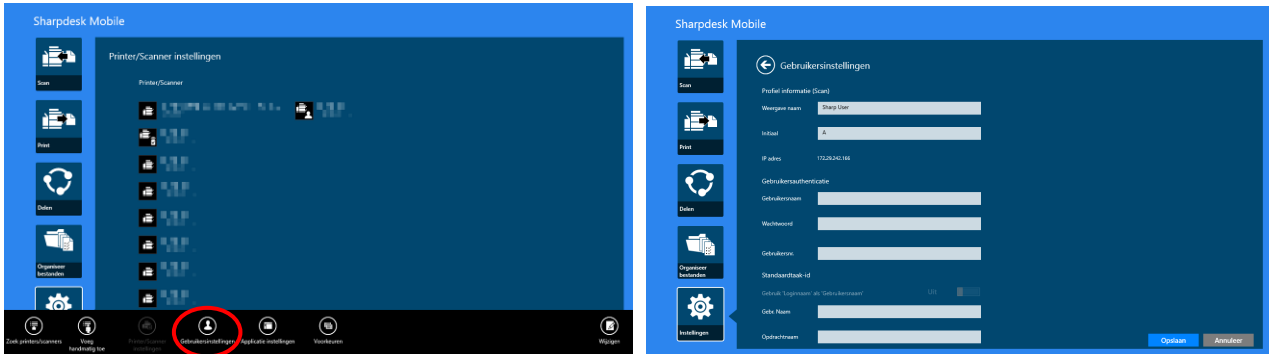 Sharpdesk Mobile
Scan
Print
Delen
Organiseer
bestanden
Printer/Scanner instellingen
Printer/Scanner
Zoek printers/scanners
Voeg
handmatig toe
Printer/Scanner
instellingen
Gebruikersinstellingen
Applicatie instellingen
Voorkeuren
Wijzigen
Sharpdesk Mobile
Scan
Print
Delen
Organiseer
bestanden
Instellingen
Gebruikersinstellingen
Profiel informatie (Scan)
Weergave naam
Sharp User
Initiaal
A
IP adres
172.29.242.166
Gebruikersauthenticatie
Gebruikersnaam
Wachtwoord
Gebruikersnr.
Standaardtaak-id
Gebruik 'Loginnaam' als 'Gebruikersnaam'
Uit
Gebr. Naam
Opdrachtnaam
Opslaan
Annuleer